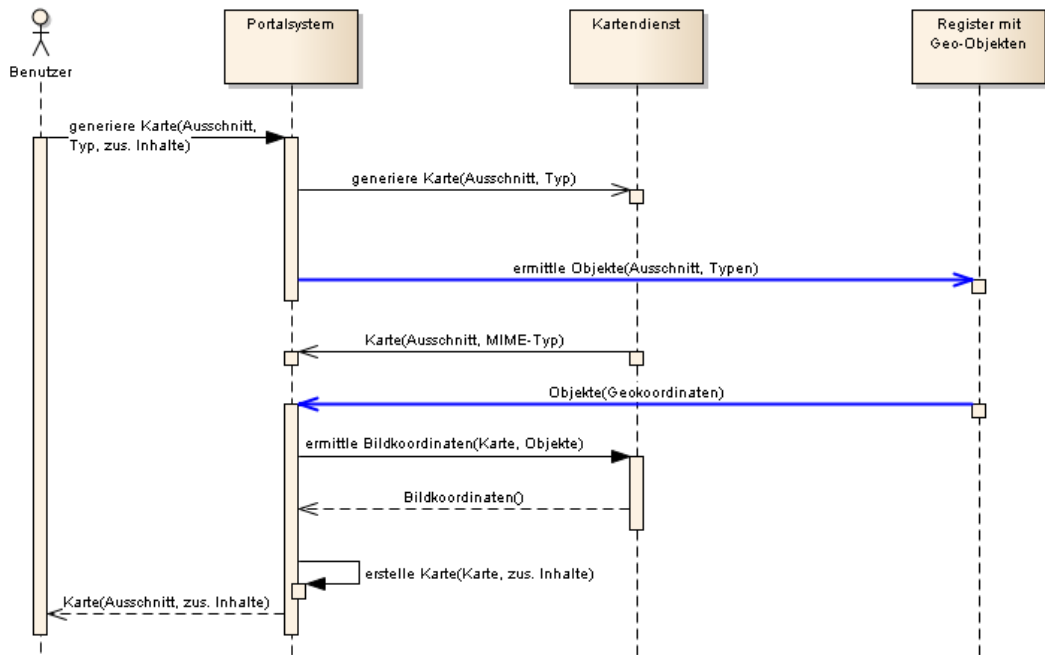 Benutzer
Portalsystem
Kartendienst
Register mit
Geo-Objekten
generiere Karte(Ausschnitt,
Typ, zus. Inhalte)
generiere Karte(Ausschnitt, Typ)
ermittle Objekte(Ausschnitt, Typen)
Karte(Ausschnitt, MIME-Typ)
Objekte(Geokoordinaten)
ermittle Bildkoordinaten(Karte, Objekte)
Bildkoordinaten()
erstelle Karte(Karte, zus. Inhalte)
Karte(Ausschnitt, zus. Inhalte)